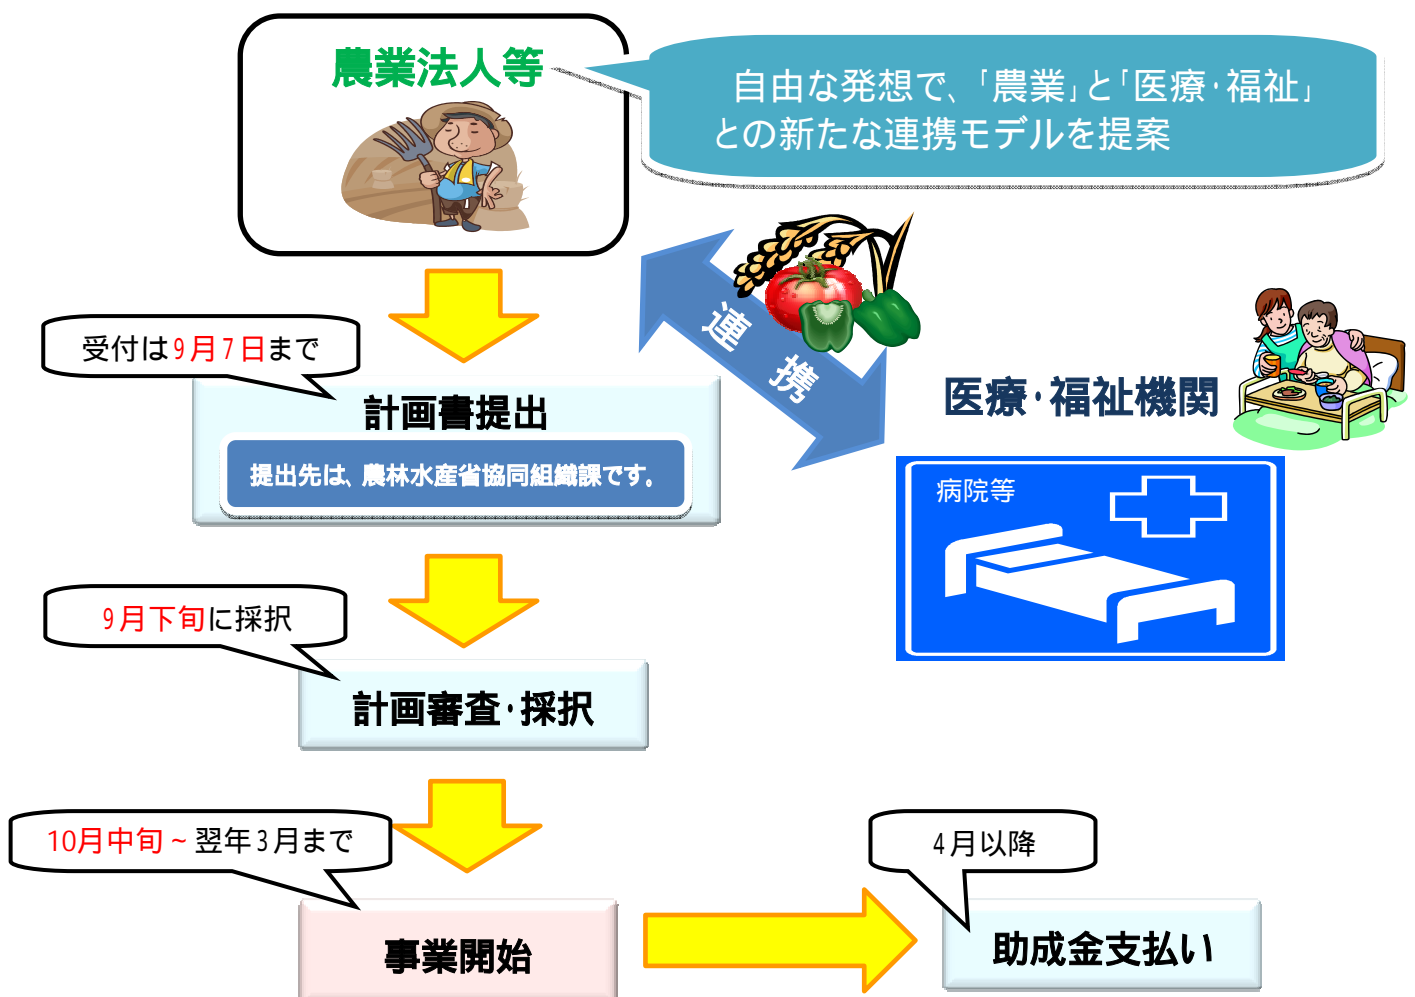 農業法人等
自由な発想で、「農業」と「医療・福祉」
との新たな連携モデルを提案
連携
受付は9月7日まで
計画書提出
提出先は、農林水産省協同組織課です。
医療・福祉機関
病院等
9月下旬に採択
計画審査・採択
10月中旬~翌年3月まで
事業開始
4月以降
助成金支払い